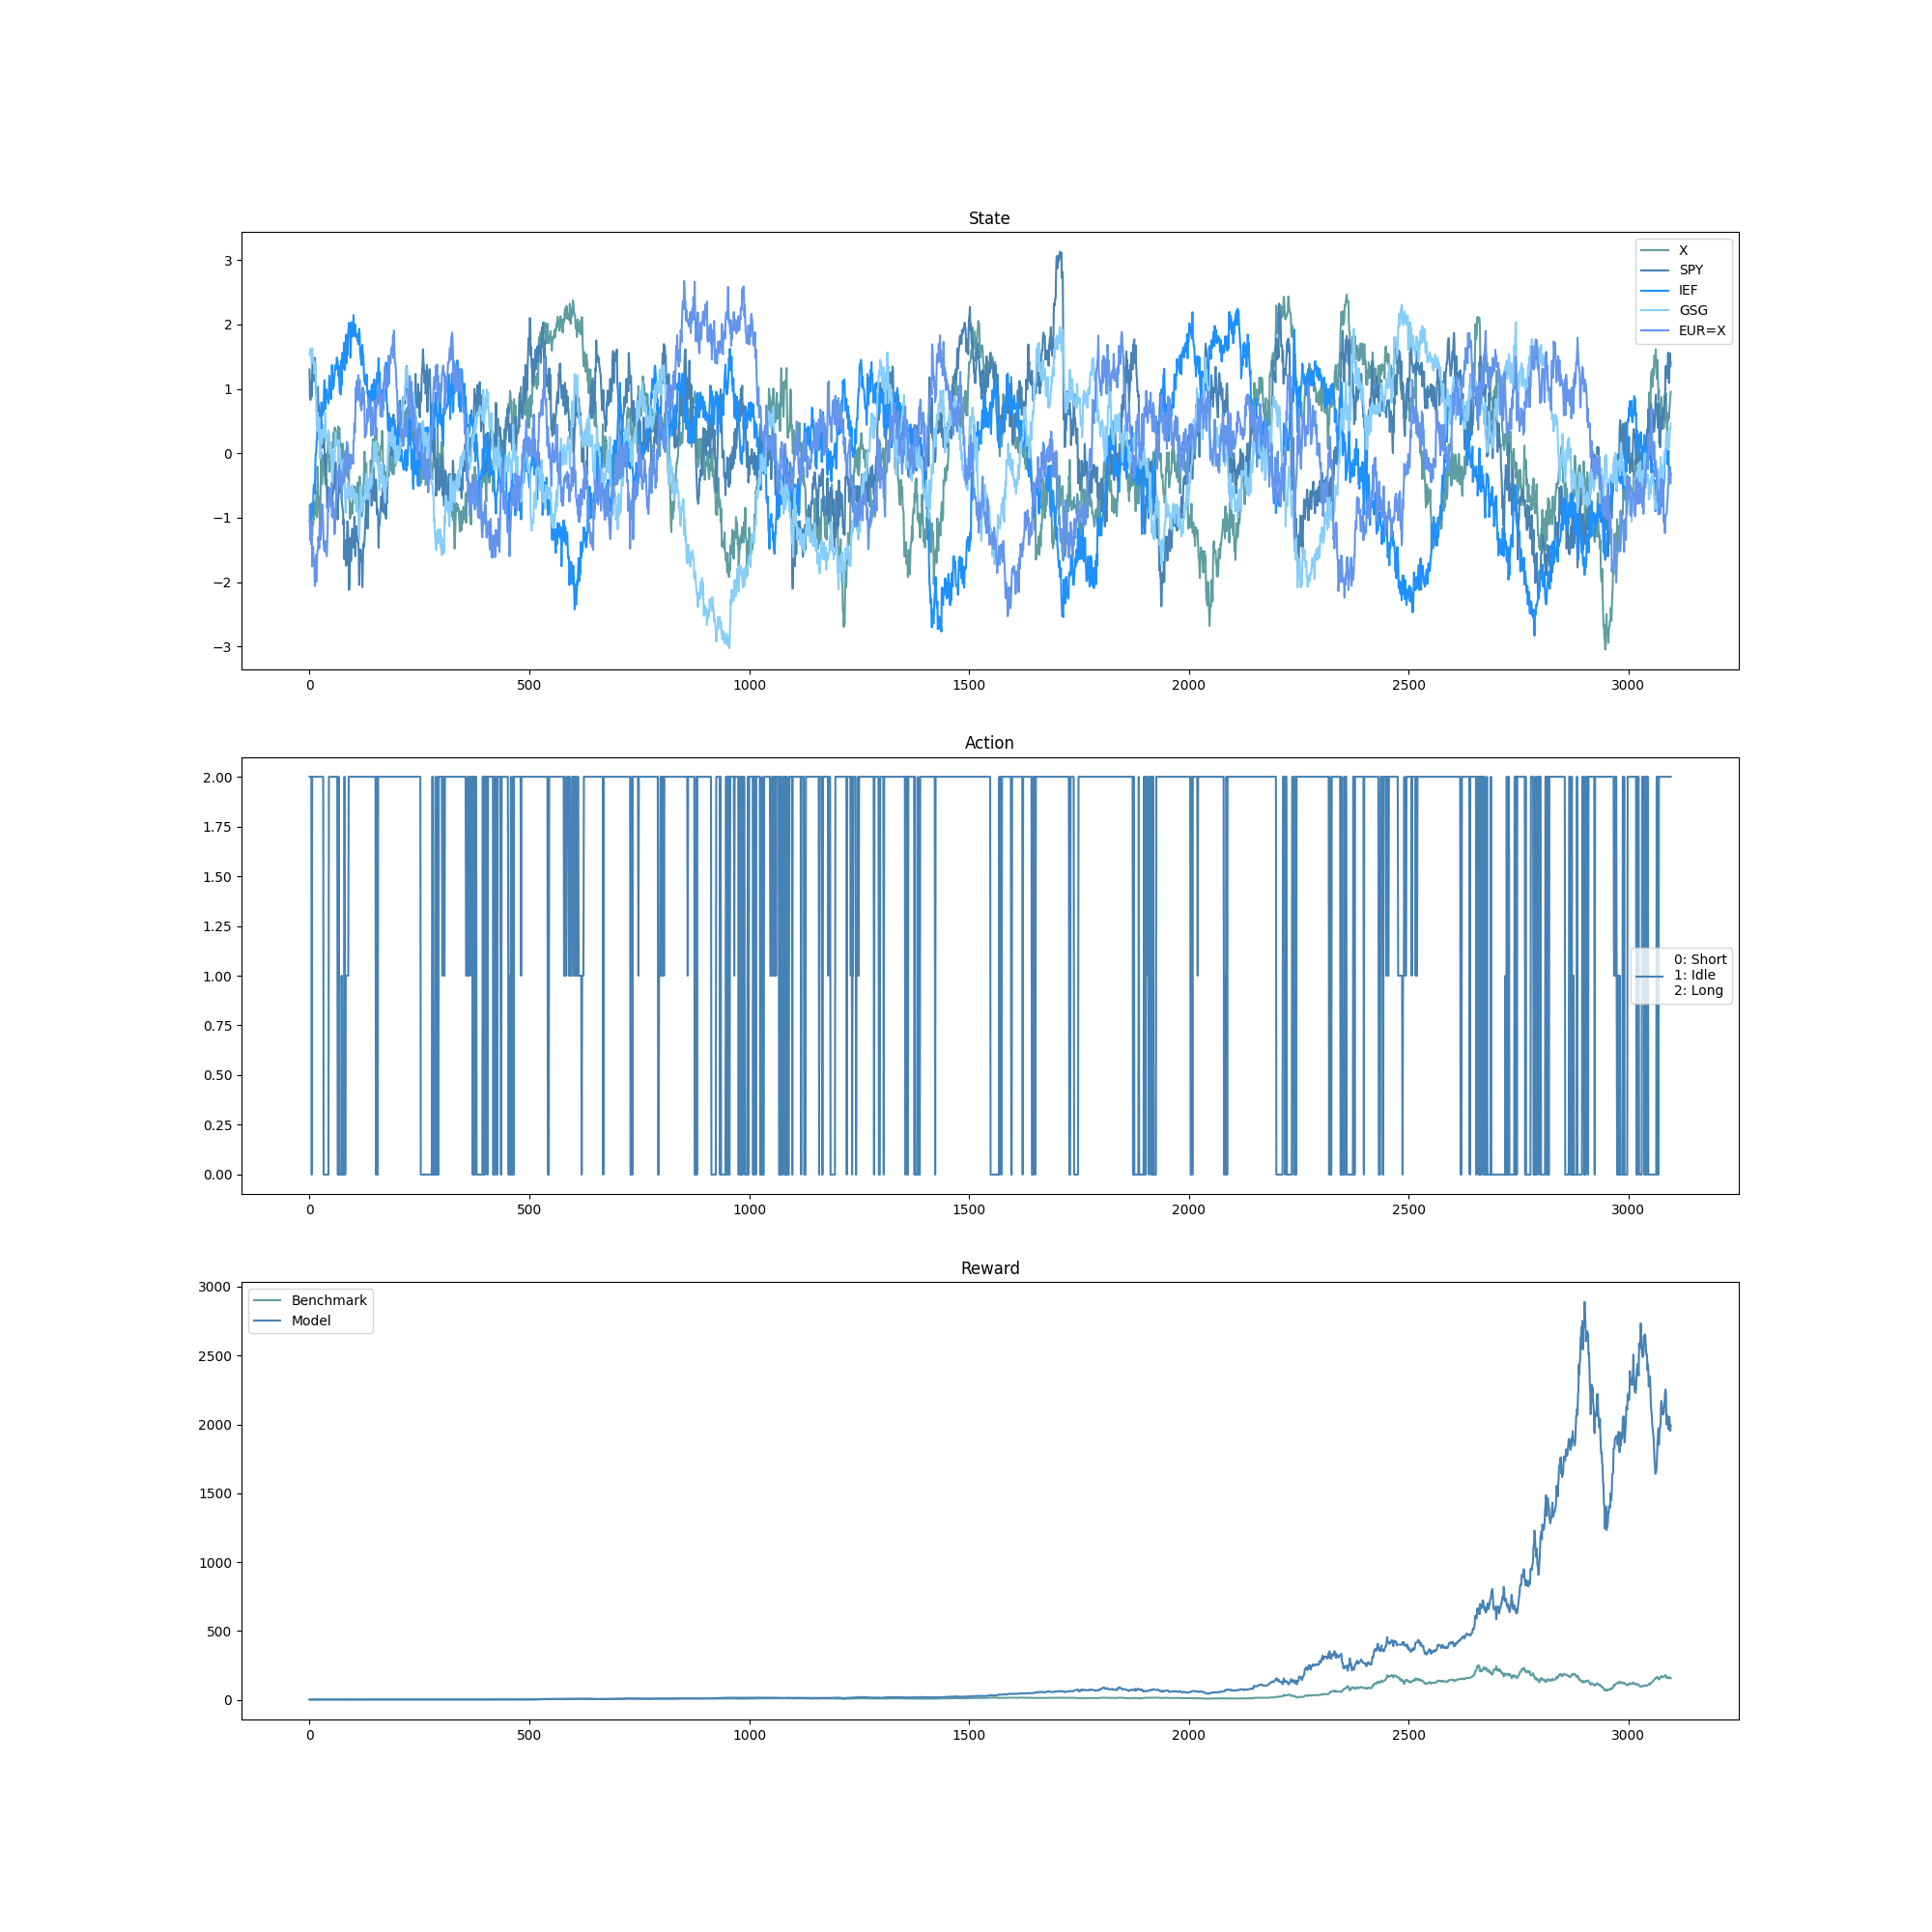 State
3
2
1
0
−1
−2
−3
X
SPY
IEF
GSG
EUR=X
0 500 1000 1500 2000 2500 3000
Action
2.00
1.75
1.50
1.25
1.00
0.75
0.50
0.25
0.00
0: Short
1: Idle
2: Long
0 500 1000 1500 2000 2500 3000
Reward
3000
2500
2000
1500
1000
500
0
Benchmark
Model
0 500 1000 1500 2000 2500 3000